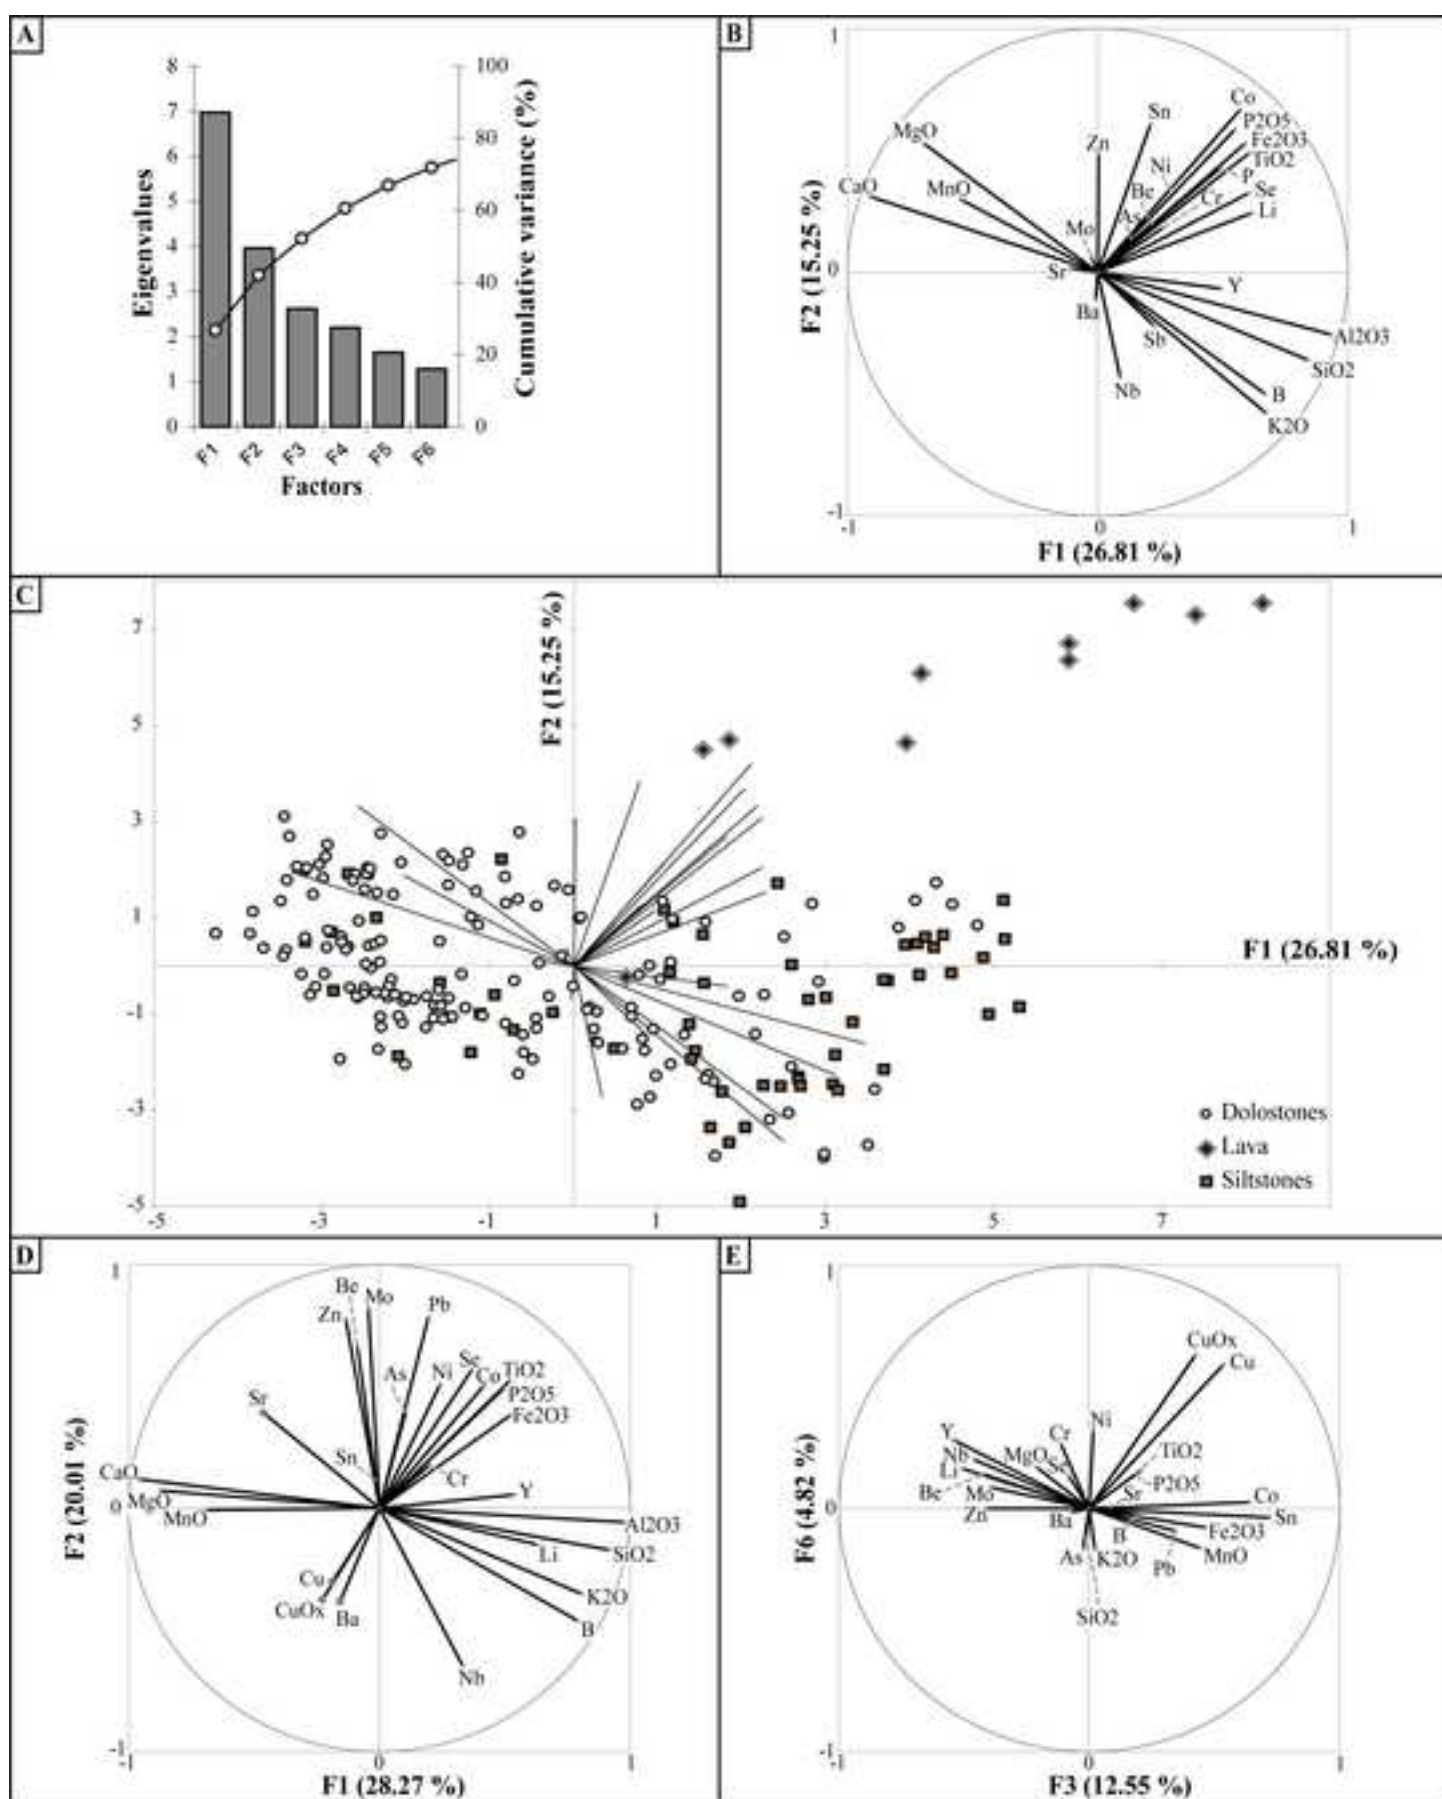 A
8
7
6
5
4
3
2
1
0
100
80
60
40
20
0
Eigenvalues
Cumulative variance (%)
F1
F2
F3
F4
F5
F6
Factors
B
1
0
-1
-1
0
1
F2 (15.25 %)
F1 (26.81 %)
Co
Sn
P2O5
MgO
Zn
Fe2O3
TiO2
Ni
P
CaO
MnO
Be
Cr
Se
As
Li
Mo
Sr
Y
Ba
Sb
Al2O3
SiO2
Nb
B
K2O
C
7
5
3
1
-1
-3
-5
-5
-3
-1
1
3
5
7
F2 (15.25 %)
F1 (26.81 %)
Dolostones
Lava
Siltstones
D
1
0
-1
-1
0
1
F2 (20.01 %)
F1 (28.27 %)
Be
Mo
Zn
Pb
As
Ni
Sc
Co
TiO2
P2O5
Fe2O3
Sr
Sn
Cr
CaO
MgO
MnO
Y
Al2O3
Li
SiO2
Cu
K2O
CuOx
Ba
B
Nb
E
1
0
-1
-1
0
1
F6 (4.82 %)
F3 (12.55 %)
CuOx
Cu
Ni
Y
Cr
TiO2
Nb
MgO
Li
P2O5
Be
Mo
Sr
Co
Zn
Ba
Sn
B
Fe2O3
As
K2O
MnO
Pb
SiO2